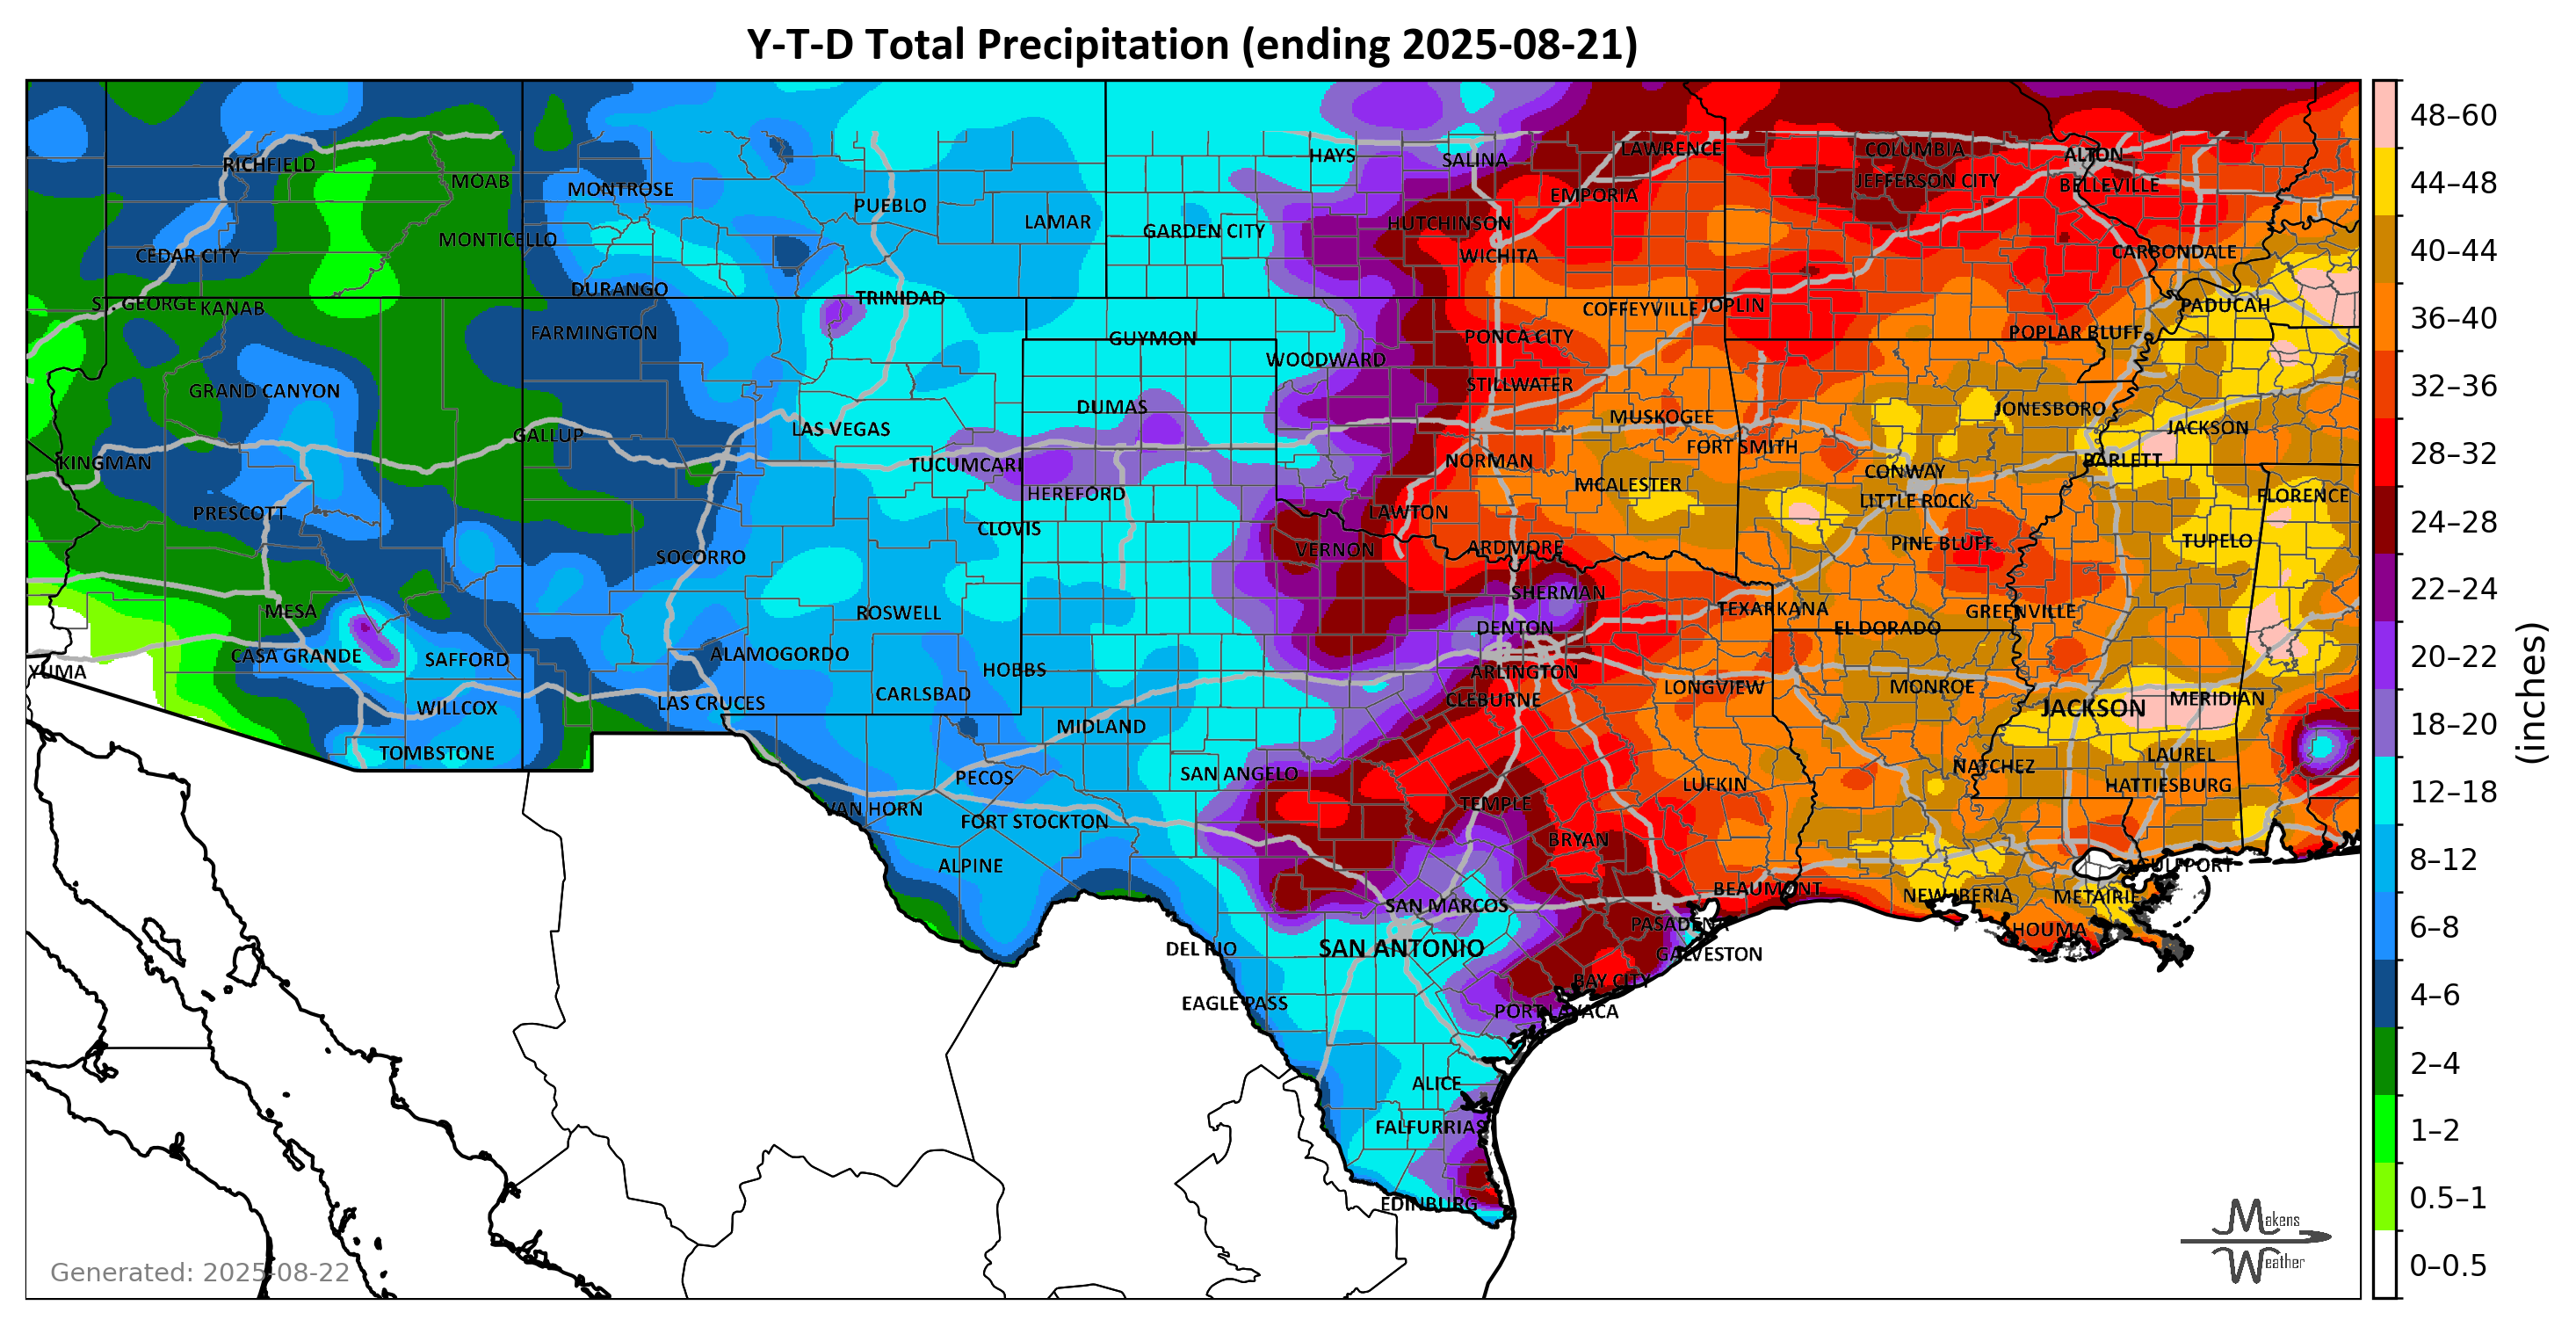 Y-T-D Total Precipitation (ending 2025-08-21)
RICHFIELD
MOAB
MONTROSE
PUEBLO
LAMAR
HAYS
SALINA
LAWRENCE
COLUMBIA
ALTON
EMPORIA
JEFFERSON CITY
BELLEVILLE
CEDAR CITY
MONTICELLO
GARDEN CITY
HUTCHINSON
WICHITA
CARBONDALE
ST. GEORGE
KANAB
DURANGO
TRINIDAD
COFFEYVILLE
JOPLIN
PADUCAH
FARMINGTON
GUYMON
PONCA CITY
POPLAR BLUFF
WOODWARD
GRAND CANYON
STILLWATER
DUMAS
MUSKOGEE
JONESBORO
GALLUP
LAS VEGAS
JACKSON
KINGMAN
TUCUMCARI
NORMAN
FORT SMITH
BARLETT
CONWAY
HEREFORD
MCALESTER
LITTLE ROCK
FLORENCE
PRESCOTT
CLOVIS
LAWTON
SOCORRO
VERNON
ARDMORE
PINE BLUFF
TUPELO
MESA
ROSWELL
SHERMAN
TEXARKANA
GREENVILLE
DENTON
EL DORADO
CASA GRANDE
SAFFORD
ALAMOGORDO
YUMA
HOBBS
ARLINGTON
WILLCOX
LAS CRUCES
CARLSBAD
CLEBURNE
LONGVIEW
MONROE
JACKSON
MERIDIAN
TOMBSTONE
MIDLAND
PECOS
SAN ANGELO
LUFKIN
NATCHEZ
LAUREL
HATTIESBURG
VAN HORN
FORT STOCKTON
TEMPLE
ALPINE
BRYAN
GULFPORT
SAN MARCOS
BEAUMONT
NEW IBERIA
METAIRIE
DEL RIO
SAN ANTONIO
PASADENA
GALVESTON
HOUMA
EAGLE PASS
BAY CITY
PORT LAVACA
ALICE
FALFURRIAS
EDINBURG
48–60
44–48
40–44
36–40
32–36
28–32
24–28
22–24
20–22
18–20
12–18
8–12
6–8
4–6
2–4
1–2
0.5–1
0–0.5
(inches)
Generated: 2025-08-22
Makens
Weather